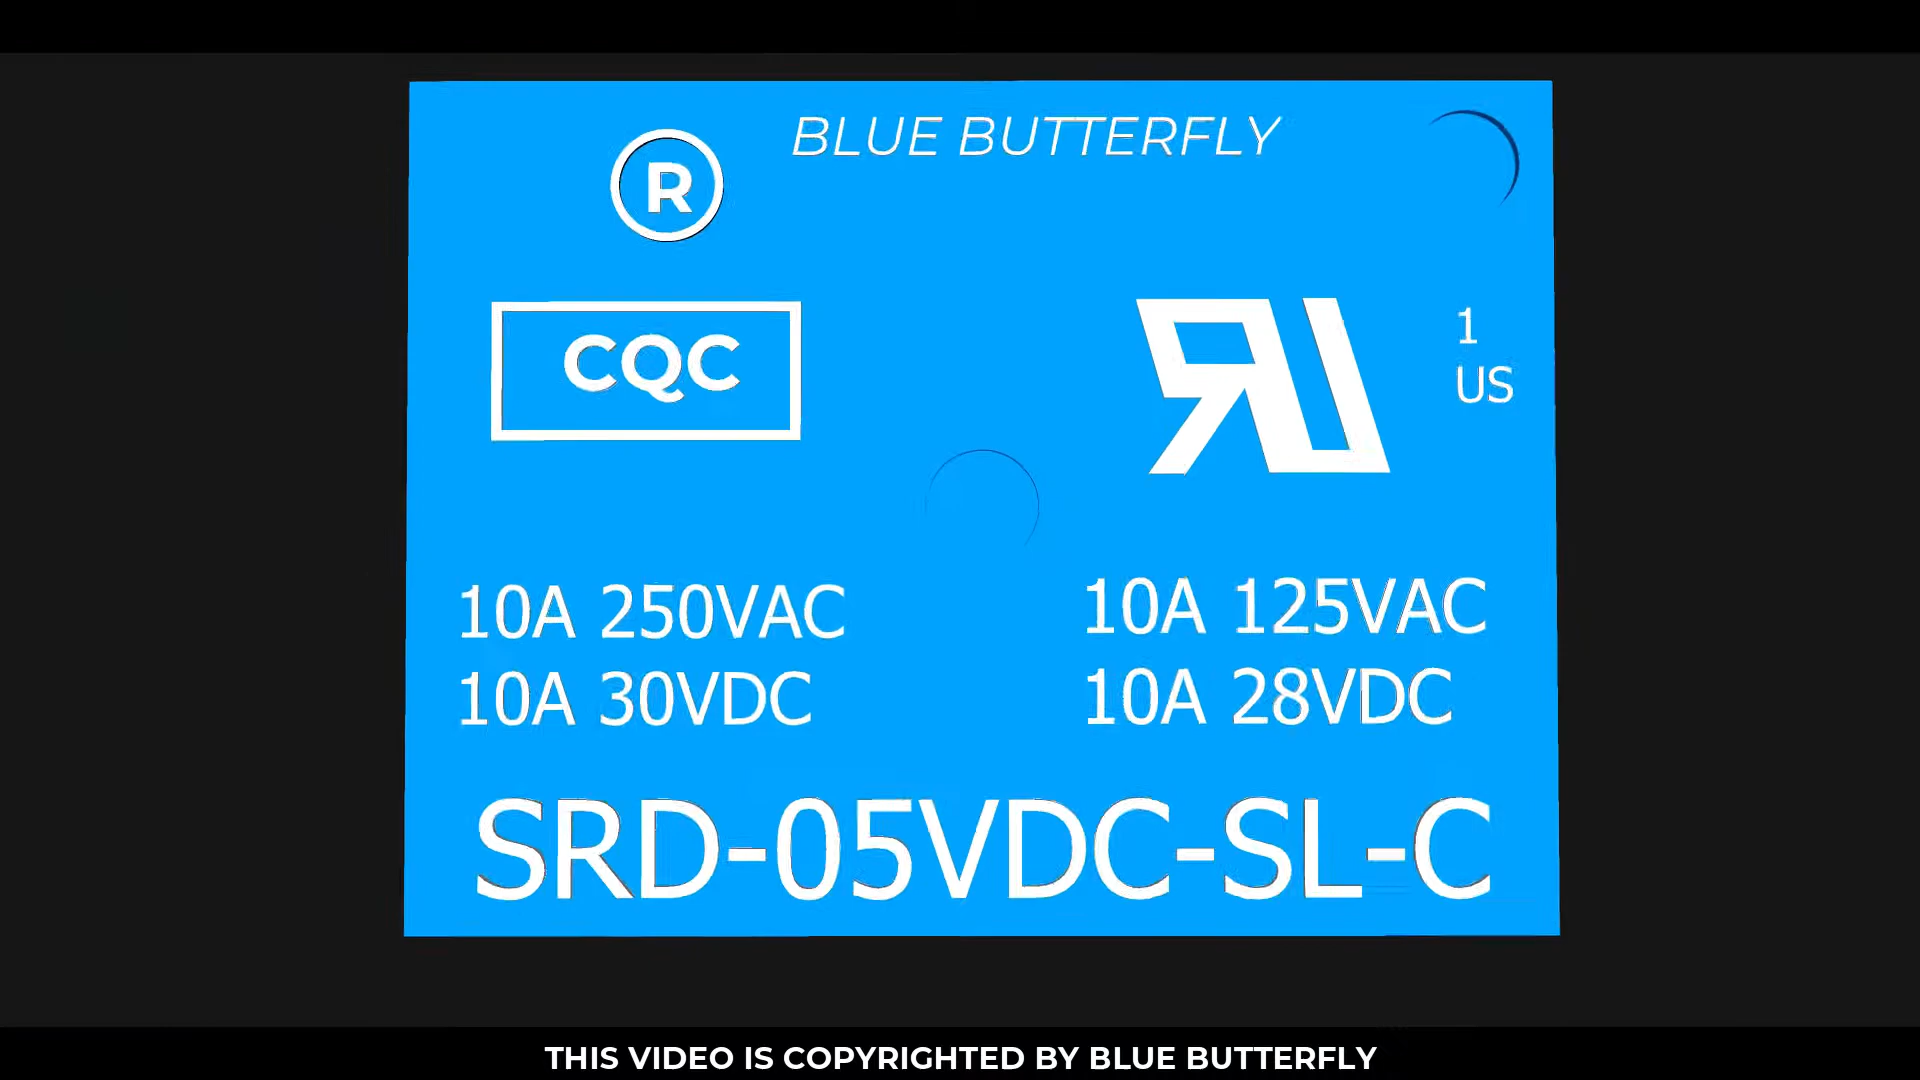 BLUE BUTTERFLY
R
CQC
RU
1
US
10A 250VAC
10A 30VDC
10A 125VAC
10A 28VDC
SRD-05VDC-SL-C
THIS VIDEO IS COPYRIGHTED BY BLUE BUTTERFLY